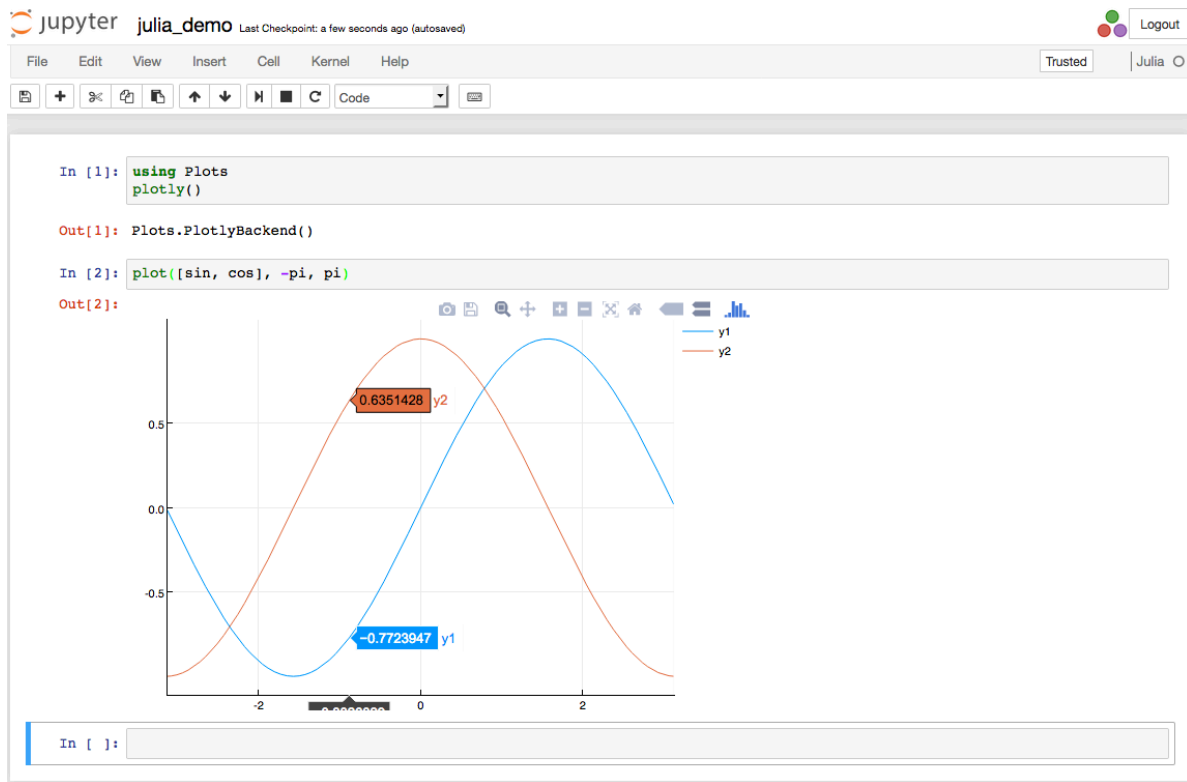 jupyter julia_demo Last Checkpoint: a few seconds ago (autosaved) Logout
File Edit View Insert Cell Kernel Help Trusted Julia
Code
In [1]: using Plots
plotly()
Out[1]: Plots.PlotlyBackend()
In [2]: plot([sin, cos], -pi, pi)
Out[2]:
y1
y2
0.6351428 y2
0.5
0.0
-0.5
−0.7723947 y1
-2 0 2
In [ ]: